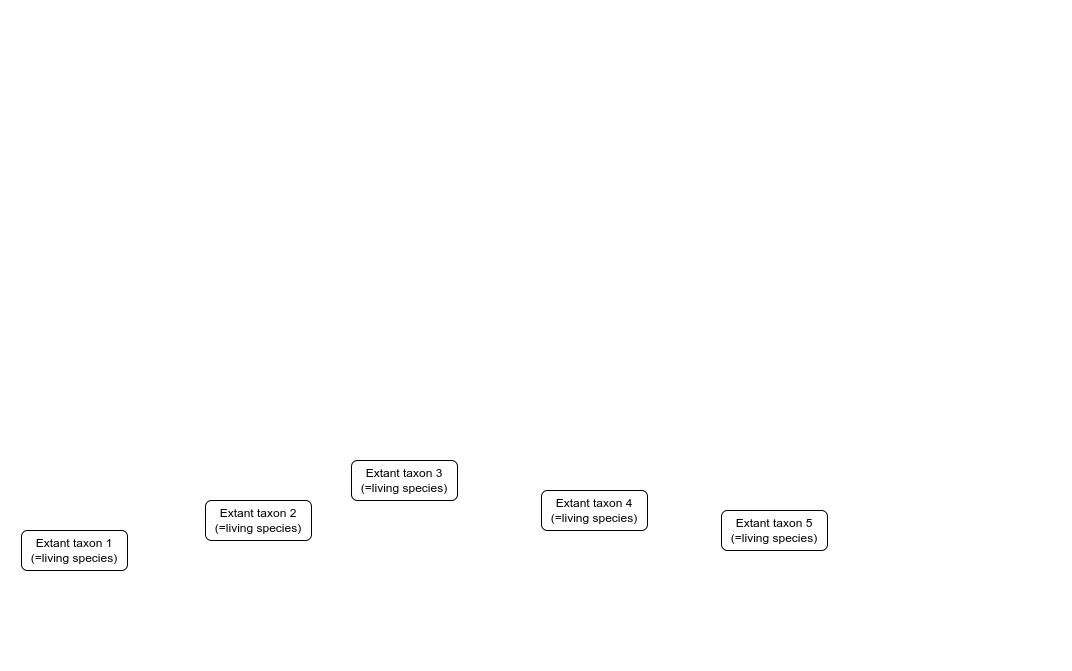 Extant taxon 1
(=living species)
Extant taxon 2
(=living species)
Extant taxon 3
(=living species)
Extant taxon 4
(=living species)
Extant taxon 5
(=living species)